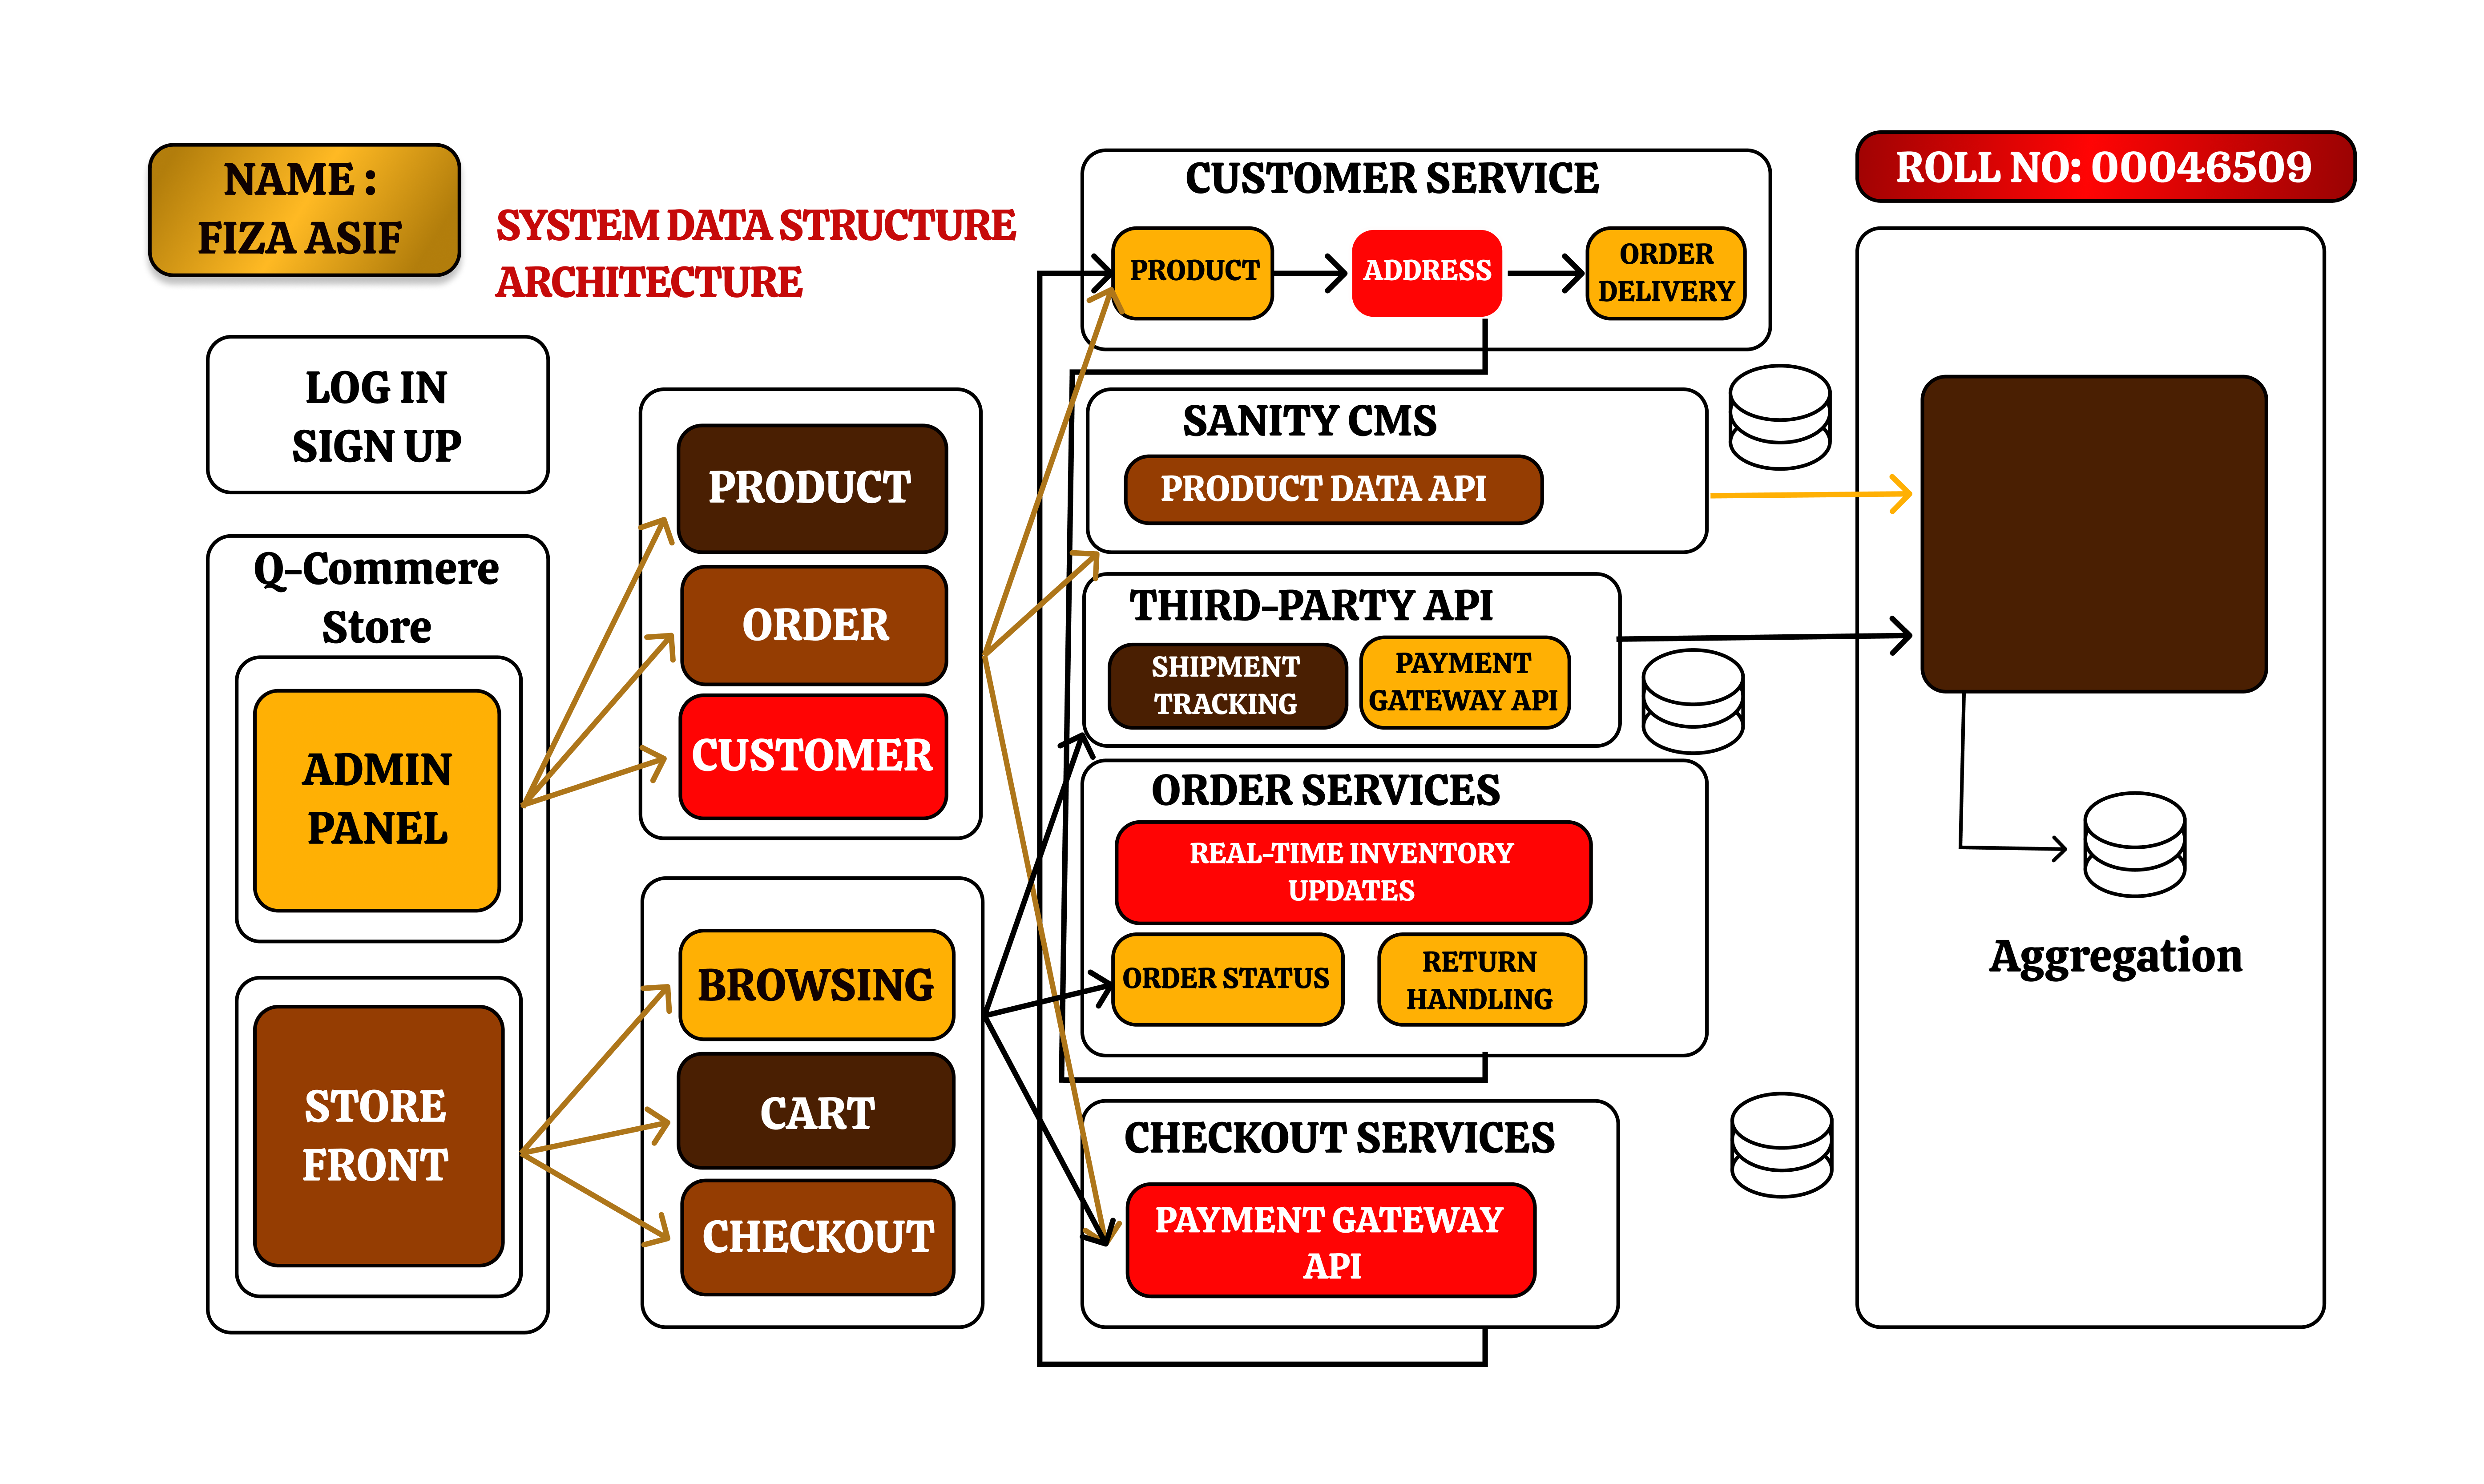 NAME :
FIZA ASIF
SYSTEM DATA STRUCTURE
ARCHITECTURE
ROLL NO: 00046509
LOG IN
SIGN UP
Q-Commere
Store
ADMIN
PANEL
STORE
FRONT
PRODUCT
ORDER
CUSTOMER
BROWSING
CART
CHECKOUT
CUSTOMER SERVICE
PRODUCT
ADDRESS
ORDER
DELIVERY
SANITY CMS
PRODUCT DATA API
THIRD-PARTY API
SHIPMENT
TRACKING
PAYMENT
GATEWAY API
ORDER SERVICES
REAL-TIME INVENTORY
UPDATES
ORDER STATUS
RETURN
HANDLING
CHECKOUT SERVICES
PAYMENT GATEWAY
API
Aggregation